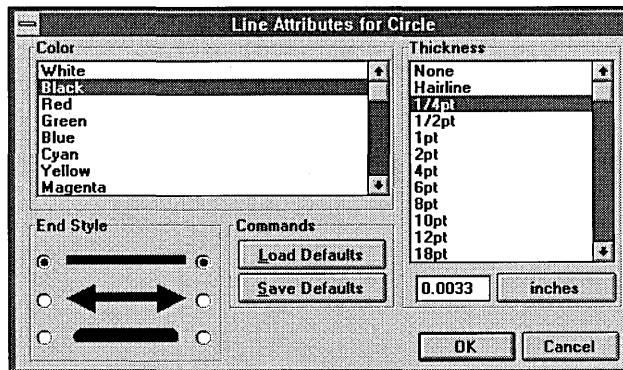 Line Attributes for Circle
Color
White
Black
Red
Green
Blue
Cyan
Yellow
Magenta
Thickness
None
Hairline
1/4pt
1/2pt
1pt
2pt
4pt
6pt
8pt
10pt
12pt
18pt
0.0033
inches
End Style
Commands
Load Defaults
Save Defaults
OK
Cancel